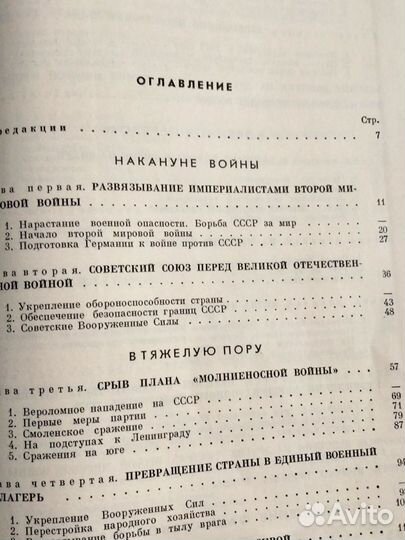 ОГЛАВЛЕНИЕ
Стр.
редакции . . . . . . . . . . . . . . . . . . 7
НАКАНУНЕ ВОЙНЫ
ва первая. РАЗВЯЗЫВАНИЕ ИМПЕРИАЛИСТАМИ ВТОРОЙ МИ-
ОВОЙ ВОЙНЫ . . . . . . . . . . . . . . . . 11
1. Нарастание военной опасности. Борьба СССР за мир . . . —
2. Начало второй мировой войны . . . . . . . . . 20
3. Подготовка Германии к войне против СССР . . . . . 27
ва вторая. СОВЕТСКИЙ СОЮЗ ПЕРЕД ВЕЛИКОЙ ОТЕЧЕСТВЕН-
НОЙ ВОЙНОЙ . . . . . . . . . . . . . . . . 36
1. Укрепление обороноспособности страны . . . . . . —
2. Обеспечение безопасности границ СССР . . . . . . 43
3. Советские Вооруженные Силы . . . . . . . . . 48
В ТЯЖЕЛУЮ ПОРУ
ва третья. СРЫВ ПЛАНА «МОЛНИЕНОСНОЙ ВОЙНЫ» . . . 57
1. Вероломное нападение на СССР . . . . . . . . —
2. Первые меры партии . . . . . . . . . . . . 69
3. Смоленское сражение . . . . . . . . . . . . 71
4. На подступах к Ленинграду . . . . . . . . . . 79
5. Сражения на юге . . . . . . . . . . . . . . 87
ава четвертая. ПРЕВРАЩЕНИЕ СТРАНЫ В ЕДИНЫЙ ВОЕННЫЙ
ЛАГЕРЬ . . . . . . . . . . . . . . . . . . 94
1. Укрепление Вооруженных Сил . . . . . . . . .
2. Перестройка народного хозяйства . . . . . . . .
борьбы в тылу врага . . . . . . . .
Avito